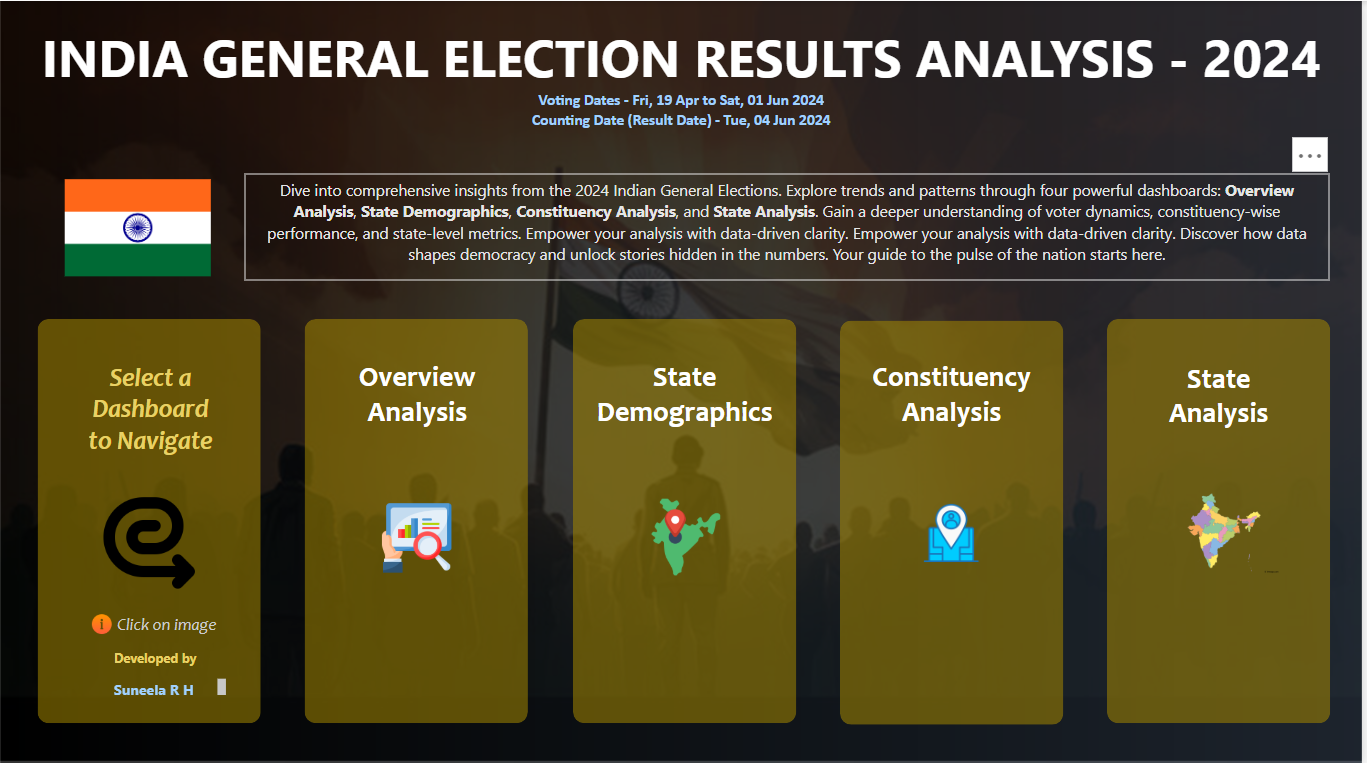 INDIA GENERAL ELECTION RESULTS ANALYSIS - 2024
Voting Dates - Fri, 19 Apr to Sat, 01 Jun 2024
Counting Date (Result Date) - Tue, 04 Jun 2024
Dive into comprehensive insights from the 2024 Indian General Elections. Explore trends and patterns through four powerful dashboards: Overview
Analysis, State Demographics, Constituency Analysis, and State Analysis. Gain a deeper understanding of voter dynamics, constituency-wise
performance, and state-level metrics. Empower your analysis with data-driven clarity. Empower your analysis with data-driven clarity. Discover how data
shapes democracy and unlock stories hidden in the numbers. Your guide to the pulse of the nation starts here.
Select a
Dashboard
to Navigate
i Click on image
Developed by
Suneela R H
Overview
Analysis
State
Demographics
Constituency
Analysis
State
Analysis